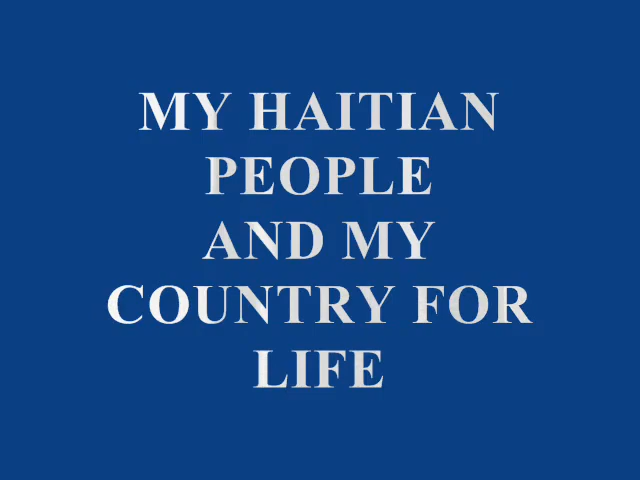 MY HAITIAN
PEOPLE
AND MY
COUNTRY FOR
LIFE